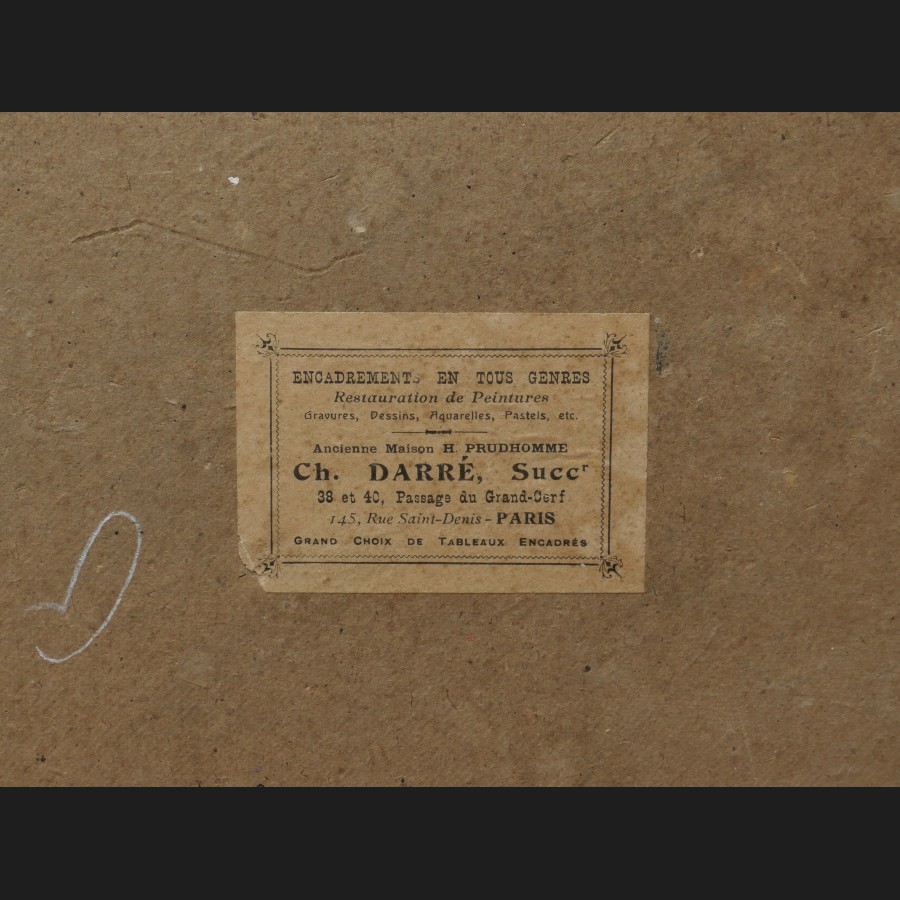 ENCADREMENTS EN TOUS GENRES
Restauration de Peintures
Gravures, Dessins, Aquarelles, Pastels, etc.
Ancienne Maison H. PRUDHOMME
Ch. DARRÉ, Succr
38 et 40, Passage du Grand-Cerf
145, Rue Saint-Denis - PARIS
GRAND CHOIX DE TABLEAUX ENCADRÉS